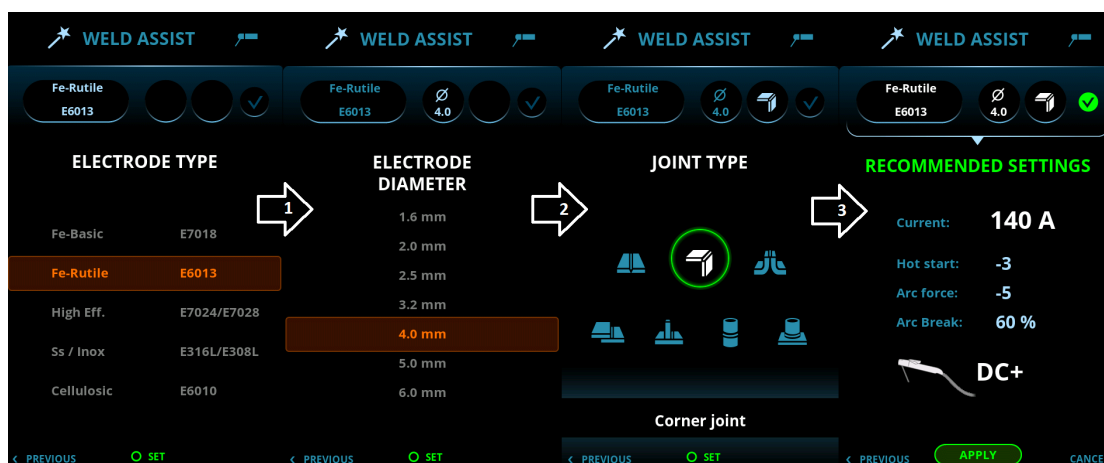 WELD ASSIST
Fe-Rutile
E6013
ELECTRODE TYPE
Fe-Basic E7018
Fe-Rutile E6013
High Eff. E7024/E7028
Ss / Inox E316L/E308L
Cellulosic E6010
< PREVIOUS SET
1
WELD ASSIST
Fe-Rutile
E6013
Ø
4.0
ELECTRODE
DIAMETER
1.6 mm
2.0 mm
2.5 mm
3.2 mm
4.0 mm
5.0 mm
6.0 mm
< PREVIOUS SET
2
WELD ASSIST
Fe-Rutile
E6013
Ø
4.0
JOINT TYPE
Corner joint
< PREVIOUS SET
3
WELD ASSIST
Fe-Rutile
E6013
Ø
4.0
RECOMMENDED SETTINGS
Current: 140 A
Hot start: -3
Arc force: -5
Arc Break: 60 %
DC+
< PREVIOUS APPLY CANCE